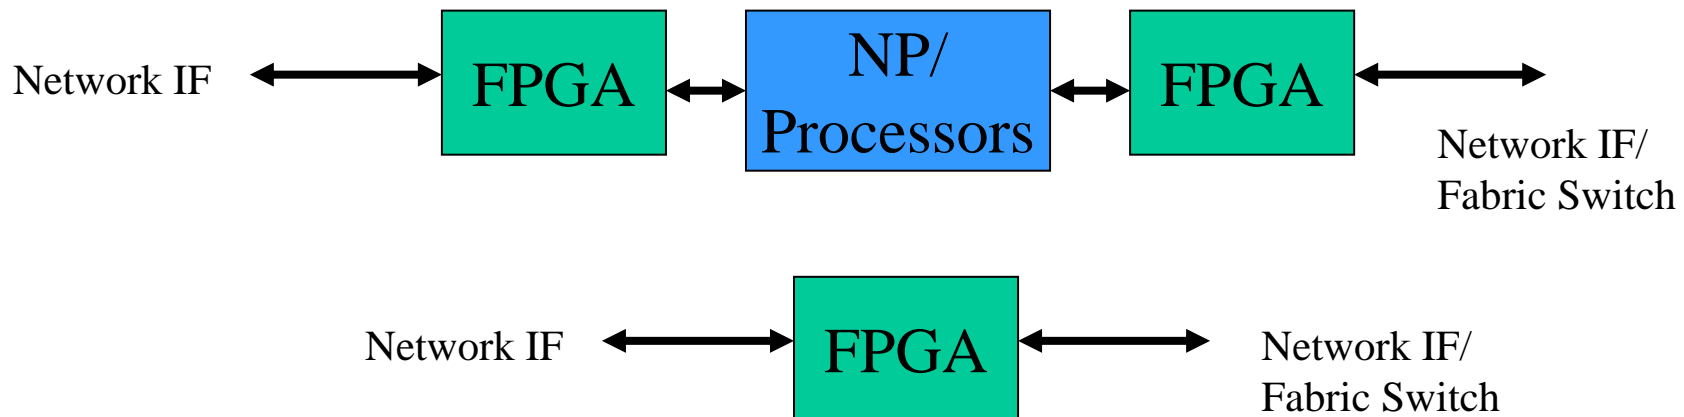 Network IF
FPGA
NP/
Processors
FPGA
Network IF/
Fabric Switch
Network IF
FPGA
Network IF/
Fabric Switch